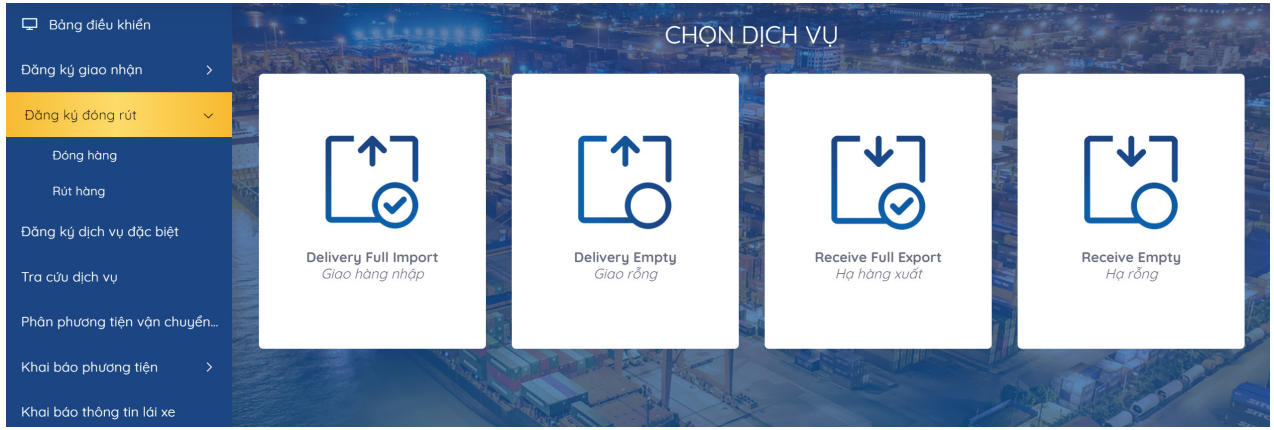 Bảng điều khiển
Đăng ký giao nhận
Đăng ký đóng rút
Đóng hàng
Rút hàng
Đăng ký dịch vụ đặc biệt
Tra cứu dịch vụ
Phân phương tiện vận chuyển...
Khai báo phương tiện
Khai báo thông tin lái xe
CHỌN DỊCH VỤ
Delivery Full Import
Giao hàng nhập
Delivery Empty
Giao rỗng
Receive Full Export
Hạ hàng xuất
Receive Empty
Hạ rỗng